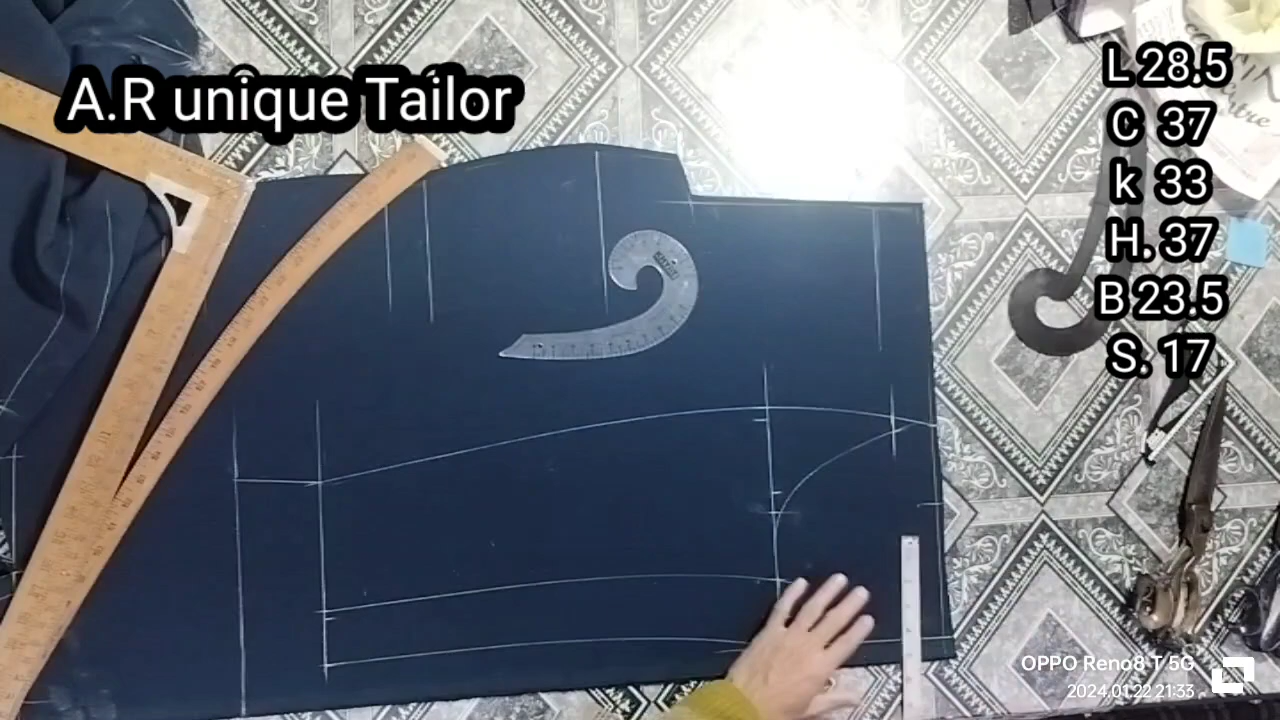 A.R unique Tailor
L 28.5
C 37
k 33
H. 37
B 23.5
S. 17
OPPO Reno8 T 5G
2024.01.22 21:33